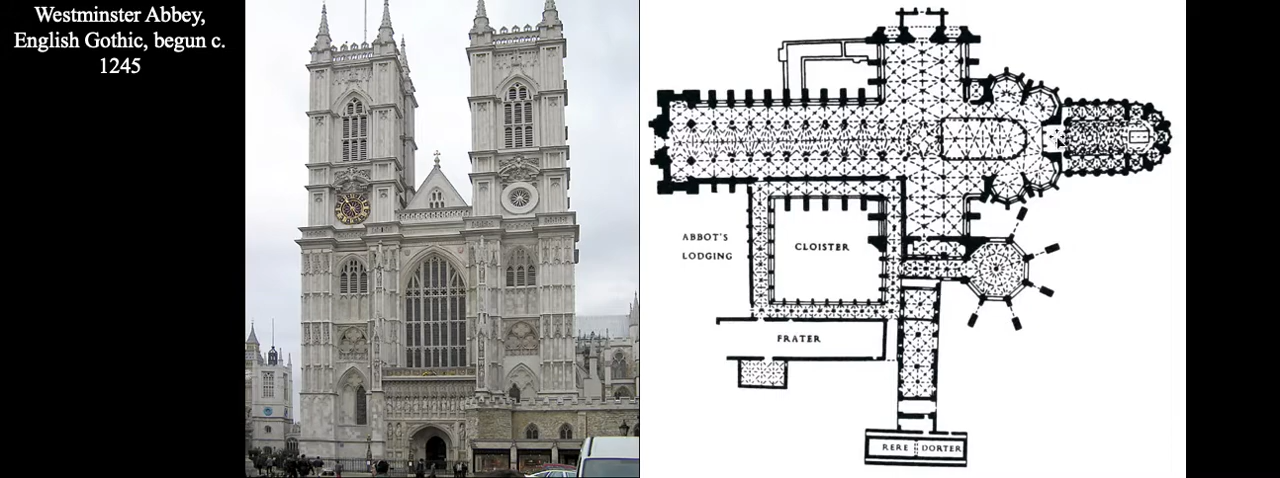 Westminster Abbey,
English Gothic, begun c.
1245
ABBOT'S
LODGING
CLOISTER
FRATER
RERE DORTER